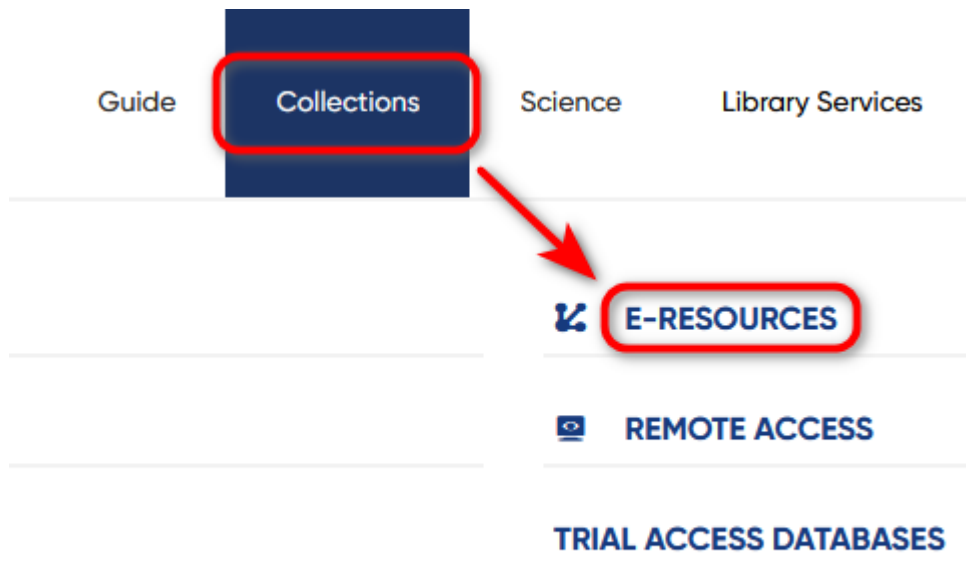 Guide Collections Science Library Services
E-RESOURCES
REMOTE ACCESS
TRIAL ACCESS DATABASES